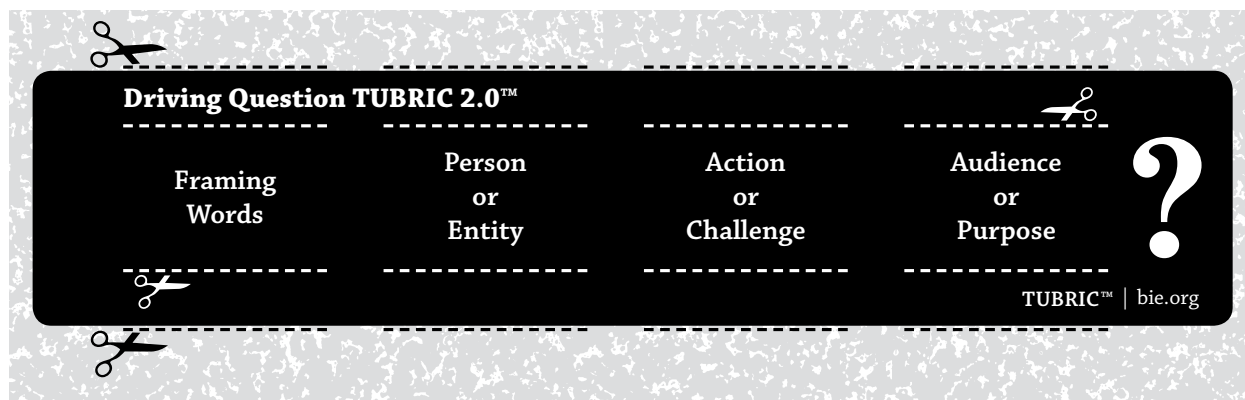 Driving Question TUBRIC 2.0™
Framing
Words
Person
or
Entity
Action
or
Challenge
Audience
or
Purpose
?
TUBRIC™ | bie.org